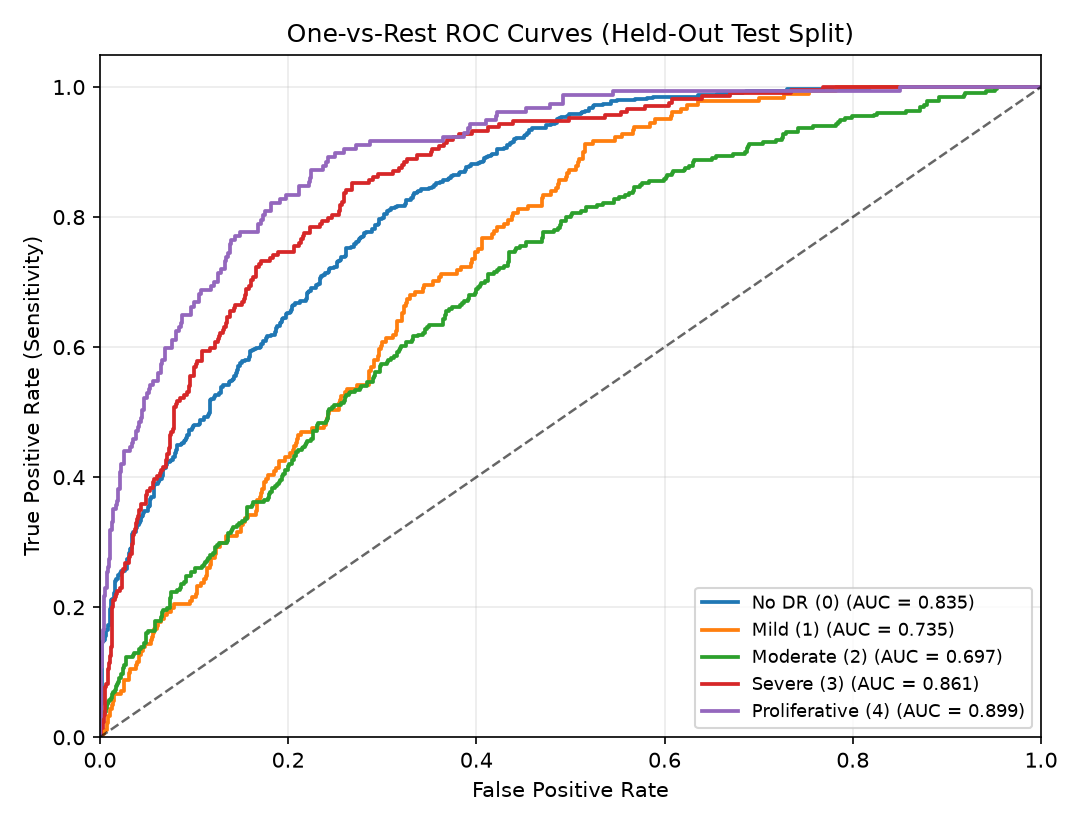 One-vs-Rest ROC Curves (Held-Out Test Split)
True Positive Rate (Sensitivity)
1.0
0.8
0.6
0.4
0.2
0.0
0.0 0.2 0.4 0.6 0.8 1.0
False Positive Rate
No DR (0) (AUC = 0.835)
Mild (1) (AUC = 0.735)
Moderate (2) (AUC = 0.697)
Severe (3) (AUC = 0.861)
Proliferative (4) (AUC = 0.899)